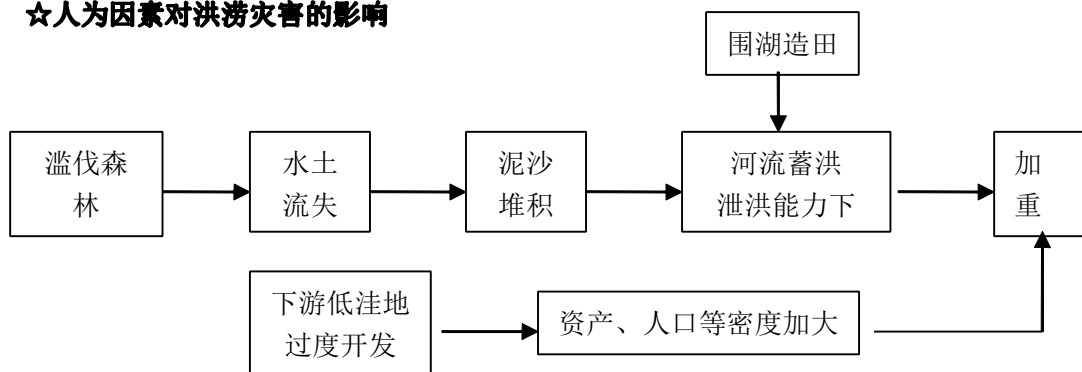 ☆人为因素对洪涝灾害的影响
围湖造田
滥伐森
林
水土
流失
泥沙
堆积
河流蓄洪
泄洪能力下
加
重
下游低洼地
过度开发
资产、人口等密度加大